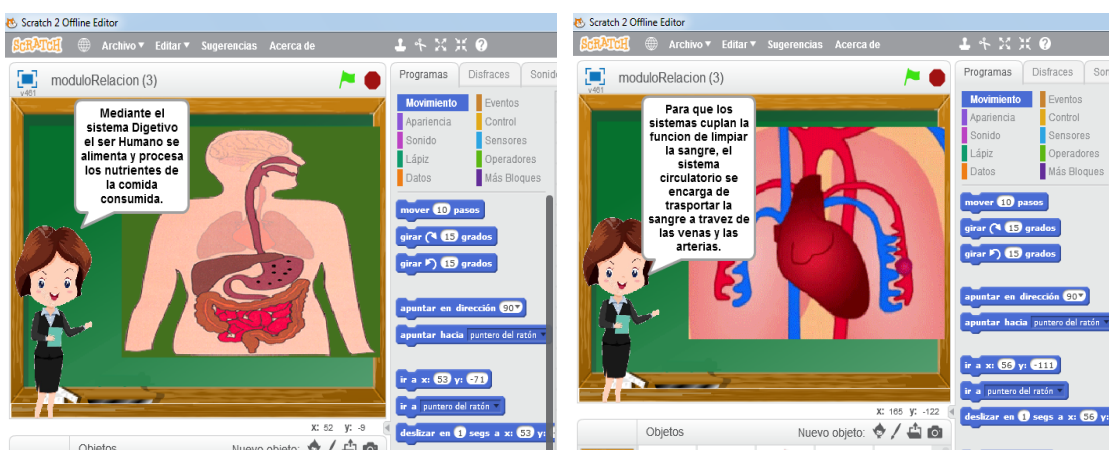 Scratch 2 Offline Editor
SCRATCH Archivo Editar Sugerencias Acerca de
moduloRelacion (3)
v461
Mediante el
sistema Digetivo
el ser Humano se
alimenta y procesa
los nutrientes de
la comida
consumida.
X: 52 y: -9
Objetos Nuevo objeto:
Programas Disfraces Sonid
Movimiento Eventos
Apariencia Control
Sonido Sensores
Lápiz Operadores
Datos Más Bloques
mover 10 pasos
girar 15 grados
girar 15 grados
apuntar en dirección 90
apuntar hacia puntero del ratón
ir a x: 53 y: -71
ir a puntero del ratón
deslizar en 1 segs a x: 53 y:
Scratch 2 Offline Editor
SCRATCH Archivo Editar Sugerencias Acerca de
moduloRelacion (3)
v461
Para que los
sistemas cuplan la
funcion de limpiar
la sangre, el
sistema
circulatorio se
encarga de
trasportar la
sangre a travez de
las venas y las
arterias.
X: 165 y: -122
Objetos Nuevo objeto:
Programas Disfraces Son
Movimiento Eventos
Apariencia Control
Sonido Sensores
Lápiz Operadores
Datos Más Bloques
mover 10 pasos
girar 15 grados
girar 15 grados
apuntar en dirección 90
apuntar hacia puntero del ratón
ir a x: 56 y: -111
ir a puntero del ratón
deslizar en 1 segs a x: 56 y: